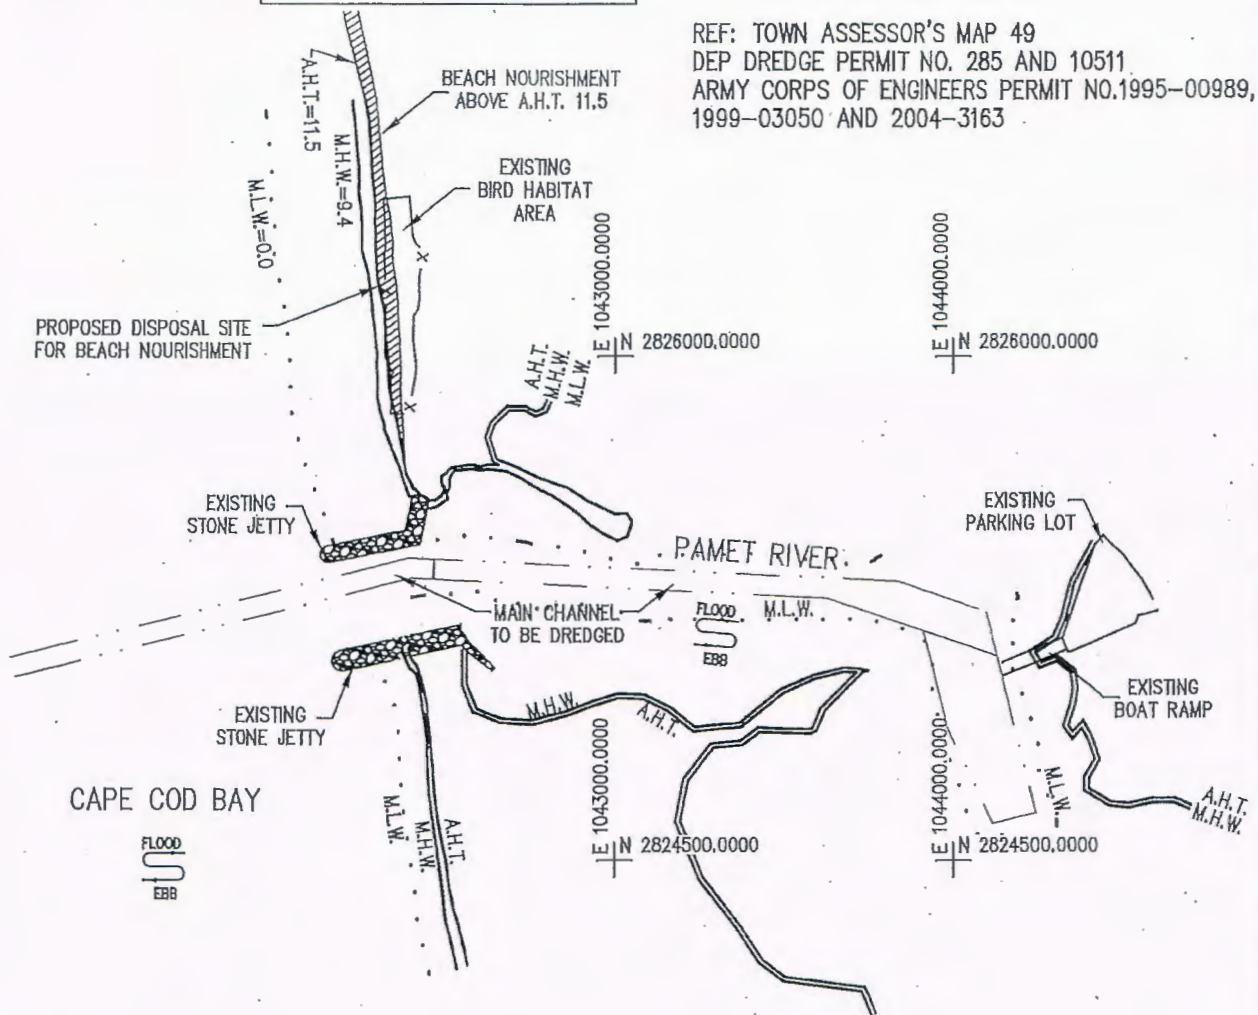 REF: TOWN ASSESSOR'S MAP 49
DEP DREDGE PERMIT NO. 285 AND 10511
ARMY CORPS OF ENGINEERS PERMIT NO.1995-00989,
1999-03050 AND 2004-3163
A.H.T.=11.5
BEACH NOURISHMENT
ABOVE A.H.T. 11.5
M.H.W.=9.4
M.L.W.=0.0
EXISTING
BIRD HABITAT
AREA
E 1043000.0000
N 2826000.0000
E 1044000.0000
N 2826000.0000
PROPOSED DISPOSAL SITE
FOR BEACH NOURISHMENT
A.H.T.
M.H.W.
M.L.W.
X
X
EXISTING
STONE JETTY
EXISTING
PARKING LOT
PAMET RIVER
MAIN CHANNEL
TO BE DREDGED
FLOOD
EBB
M.L.W.
EXISTING
BOAT RAMP
EXISTING
STONE JETTY
M.H.W.
A.H.T.
E 1043000.0000
N 2824500.0000
E 1044000.0000
N 2824500.0000
M.L.W.
A.H.T.
M.H.W.
CAPE COD BAY
FLOOD
EBB
M.L.W.
M.H.W.
A.H.T.